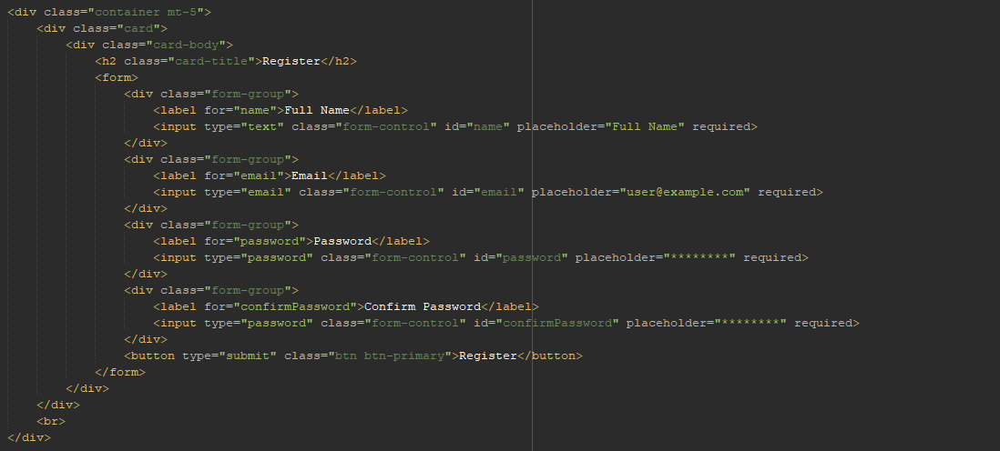 <div class="container mt-5">
    <div class="card">
        <div class="card-body">
            <h2 class="card-title">Register</h2>
            <form>
                <div class="form-group">
                    <label for="name">Full Name</label>
                    <input type="text" class="form-control" id="name" placeholder="Full Name" required>
                </div>
                <div class="form-group">
                    <label for="email">Email</label>
                    <input type="email" class="form-control" id="email" placeholder="user@example.com" required>
                </div>
                <div class="form-group">
                    <label for="password">Password</label>
                    <input type="password" class="form-control" id="password" placeholder="********" required>
                </div>
                <div class="form-group">
                    <label for="confirmPassword">Confirm Password</label>
                    <input type="password" class="form-control" id="confirmPassword" placeholder="********" required>
                </div>
                <button type="submit" class="btn btn-primary">Register</button>
            </form>
        </div>
    </div>
    <br>
</div>